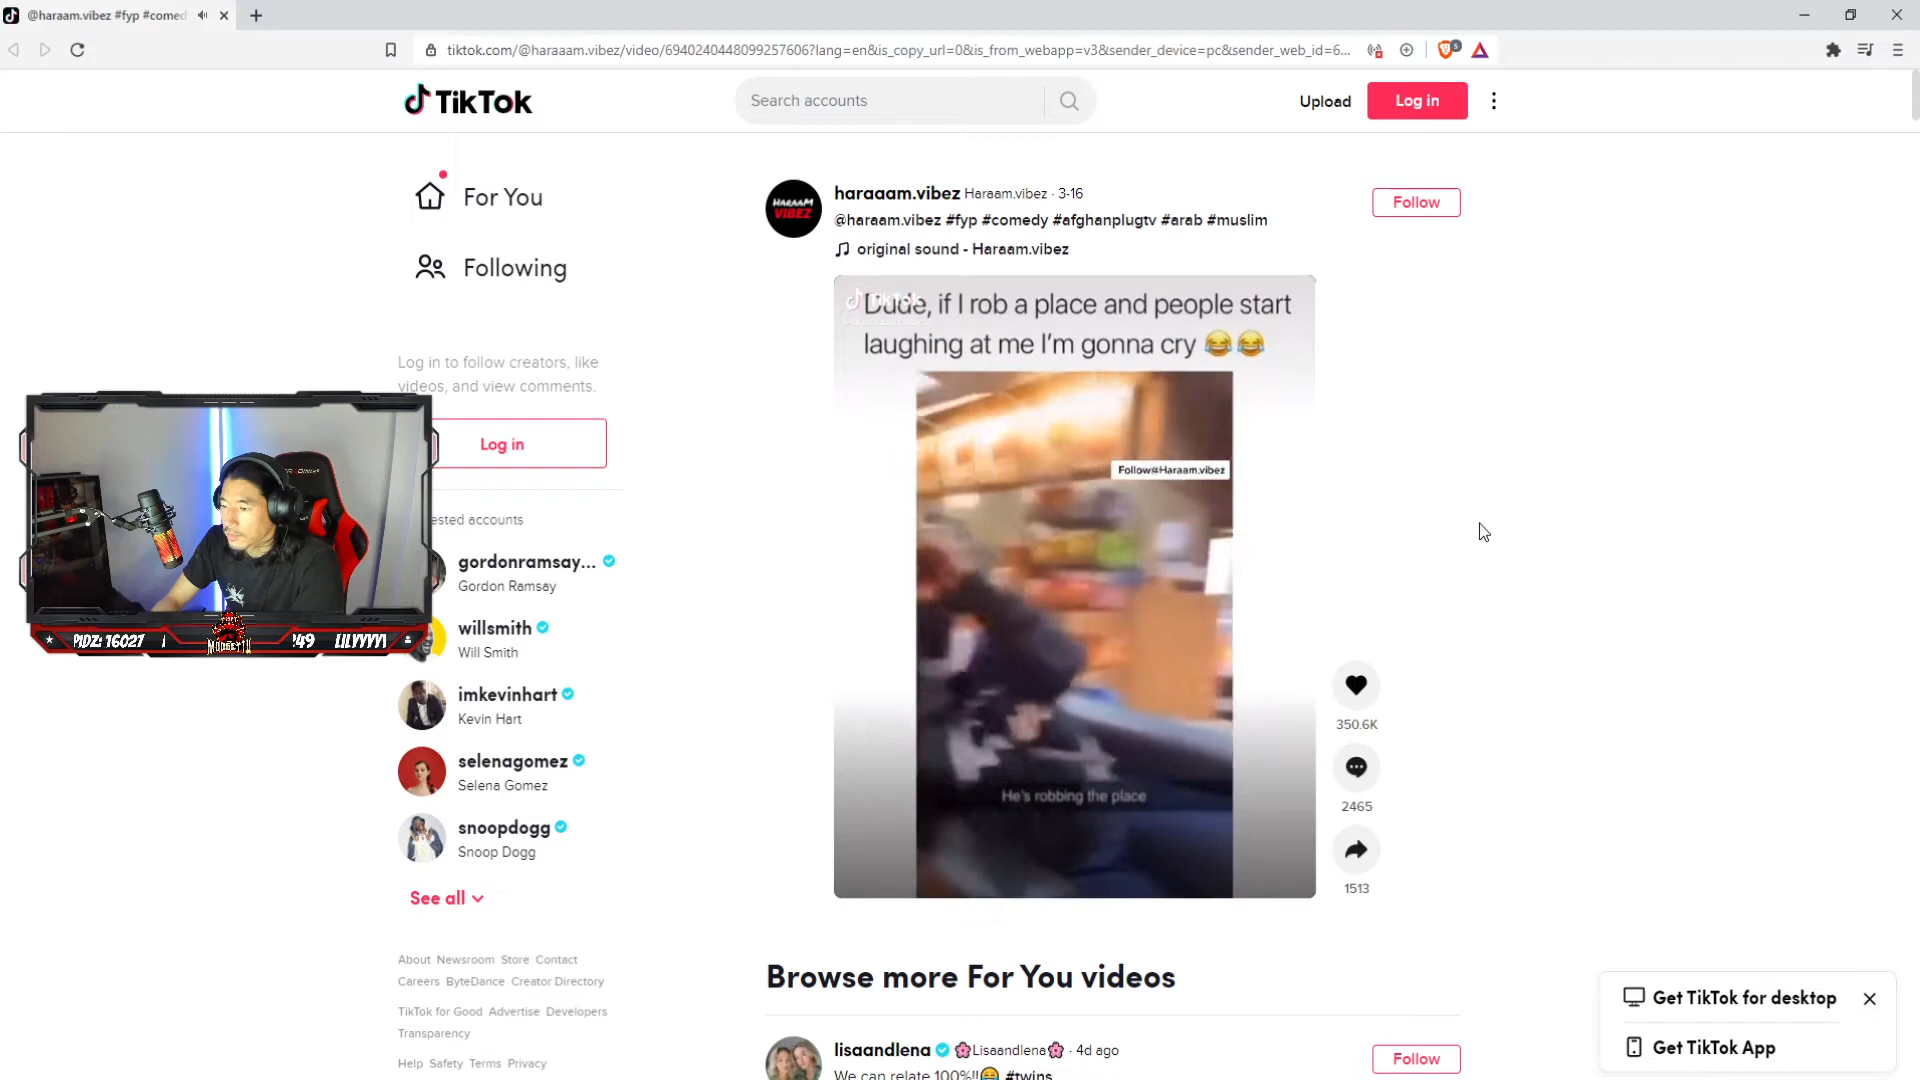 @haraam.vibez #fyp #comed
tiktok.com/@haraaam.vibez/video/6940240448099257606?lang=en&is_copy_url=0&is_from_webapp=v3&sender_device=pc&sender_web_id=6...
TikTok
Search accounts
Upload
Log in
For You
Following
Log in to follow creators, like
videos, and view comments.
Log in
ested accounts
gordonramsay...
Gordon Ramsay
willsmith
Will Smith
imkevinhart
Kevin Hart
selenagomez
Selena Gomez
snoopdogg
Snoop Dogg
See all
About Newsroom Store Contact
Careers ByteDance Creator Directory
TikTok for Good Advertise Developers
Transparency
Help Safety Terms Privacy
haraaam.vibez Haraam.vibez · 3-16
@haraam.vibez #fyp #comedy #afghanplugtv #arab #muslim
original sound - Haraam.vibez
Follow
HARAAM
VIBEZ
TikTok
Dude, if I rob a place and people start
laughing at me I'm gonna cry 😂😂
Follow@Haraam.vibez
He's robbing the place
350.6K
2465
1513
Browse more For You videos
lisaandlena 🌸Lisaandlena🌸 · 4d ago
We can relate 100%!!😂 #twins
Follow
Get TikTok for desktop
Get TikTok App
PIDZ: 16027
!49
LILYYYYI